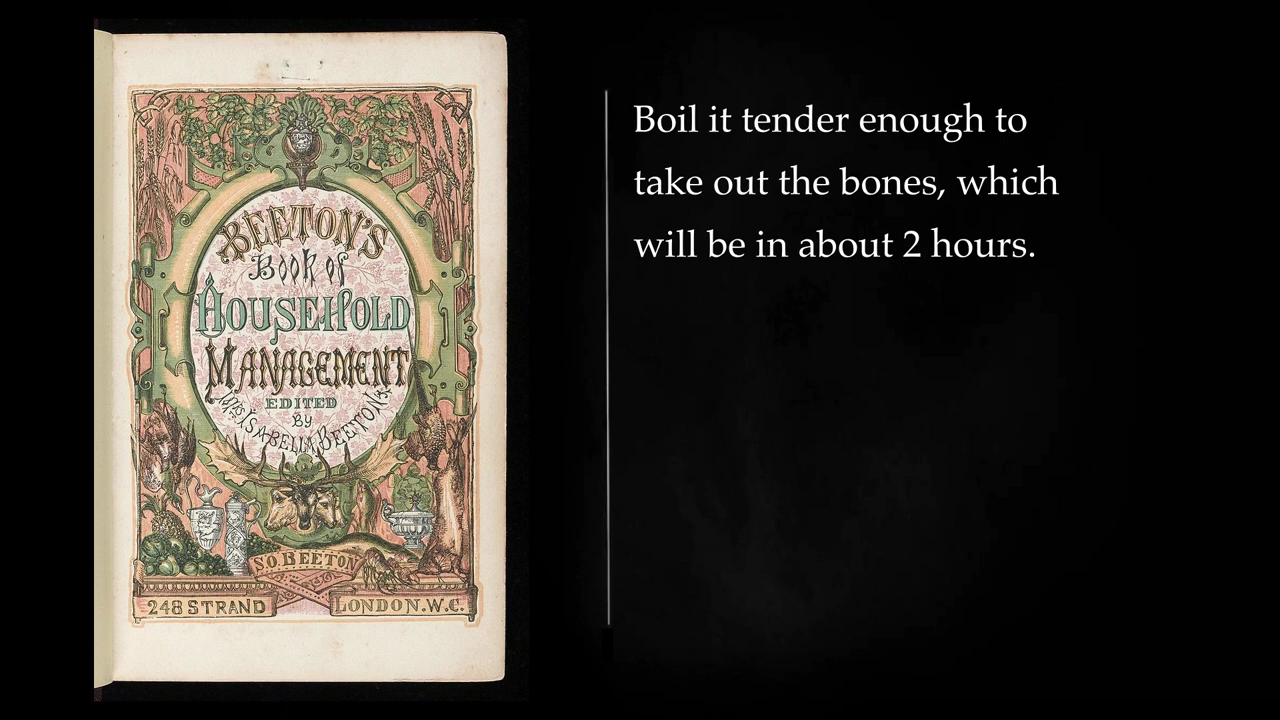 BEETON'S
Book of
HOUSEHOLD
MANAGEMENT
EDITED
BY
MRS ISABELLA BEETON
S.O. BEETON
248 STRAND
LONDON. W.C.
Boil it tender enough to
take out the bones, which
will be in about 2 hours.